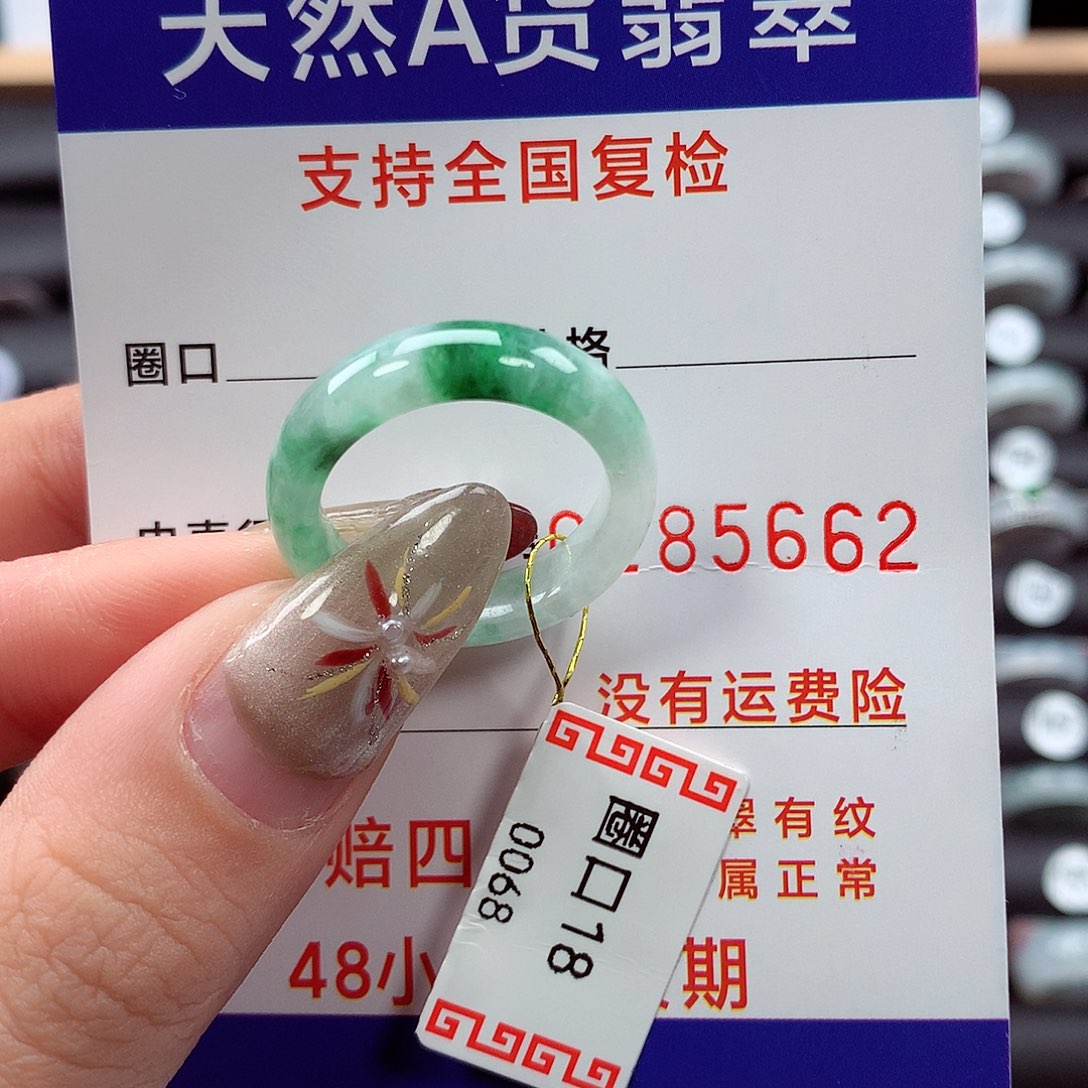 天然A货翡翠
支持全国复检
圈口
格
85662
没有运费险
赔四
翠有纹
属正常
48小
期
圈口18
0068